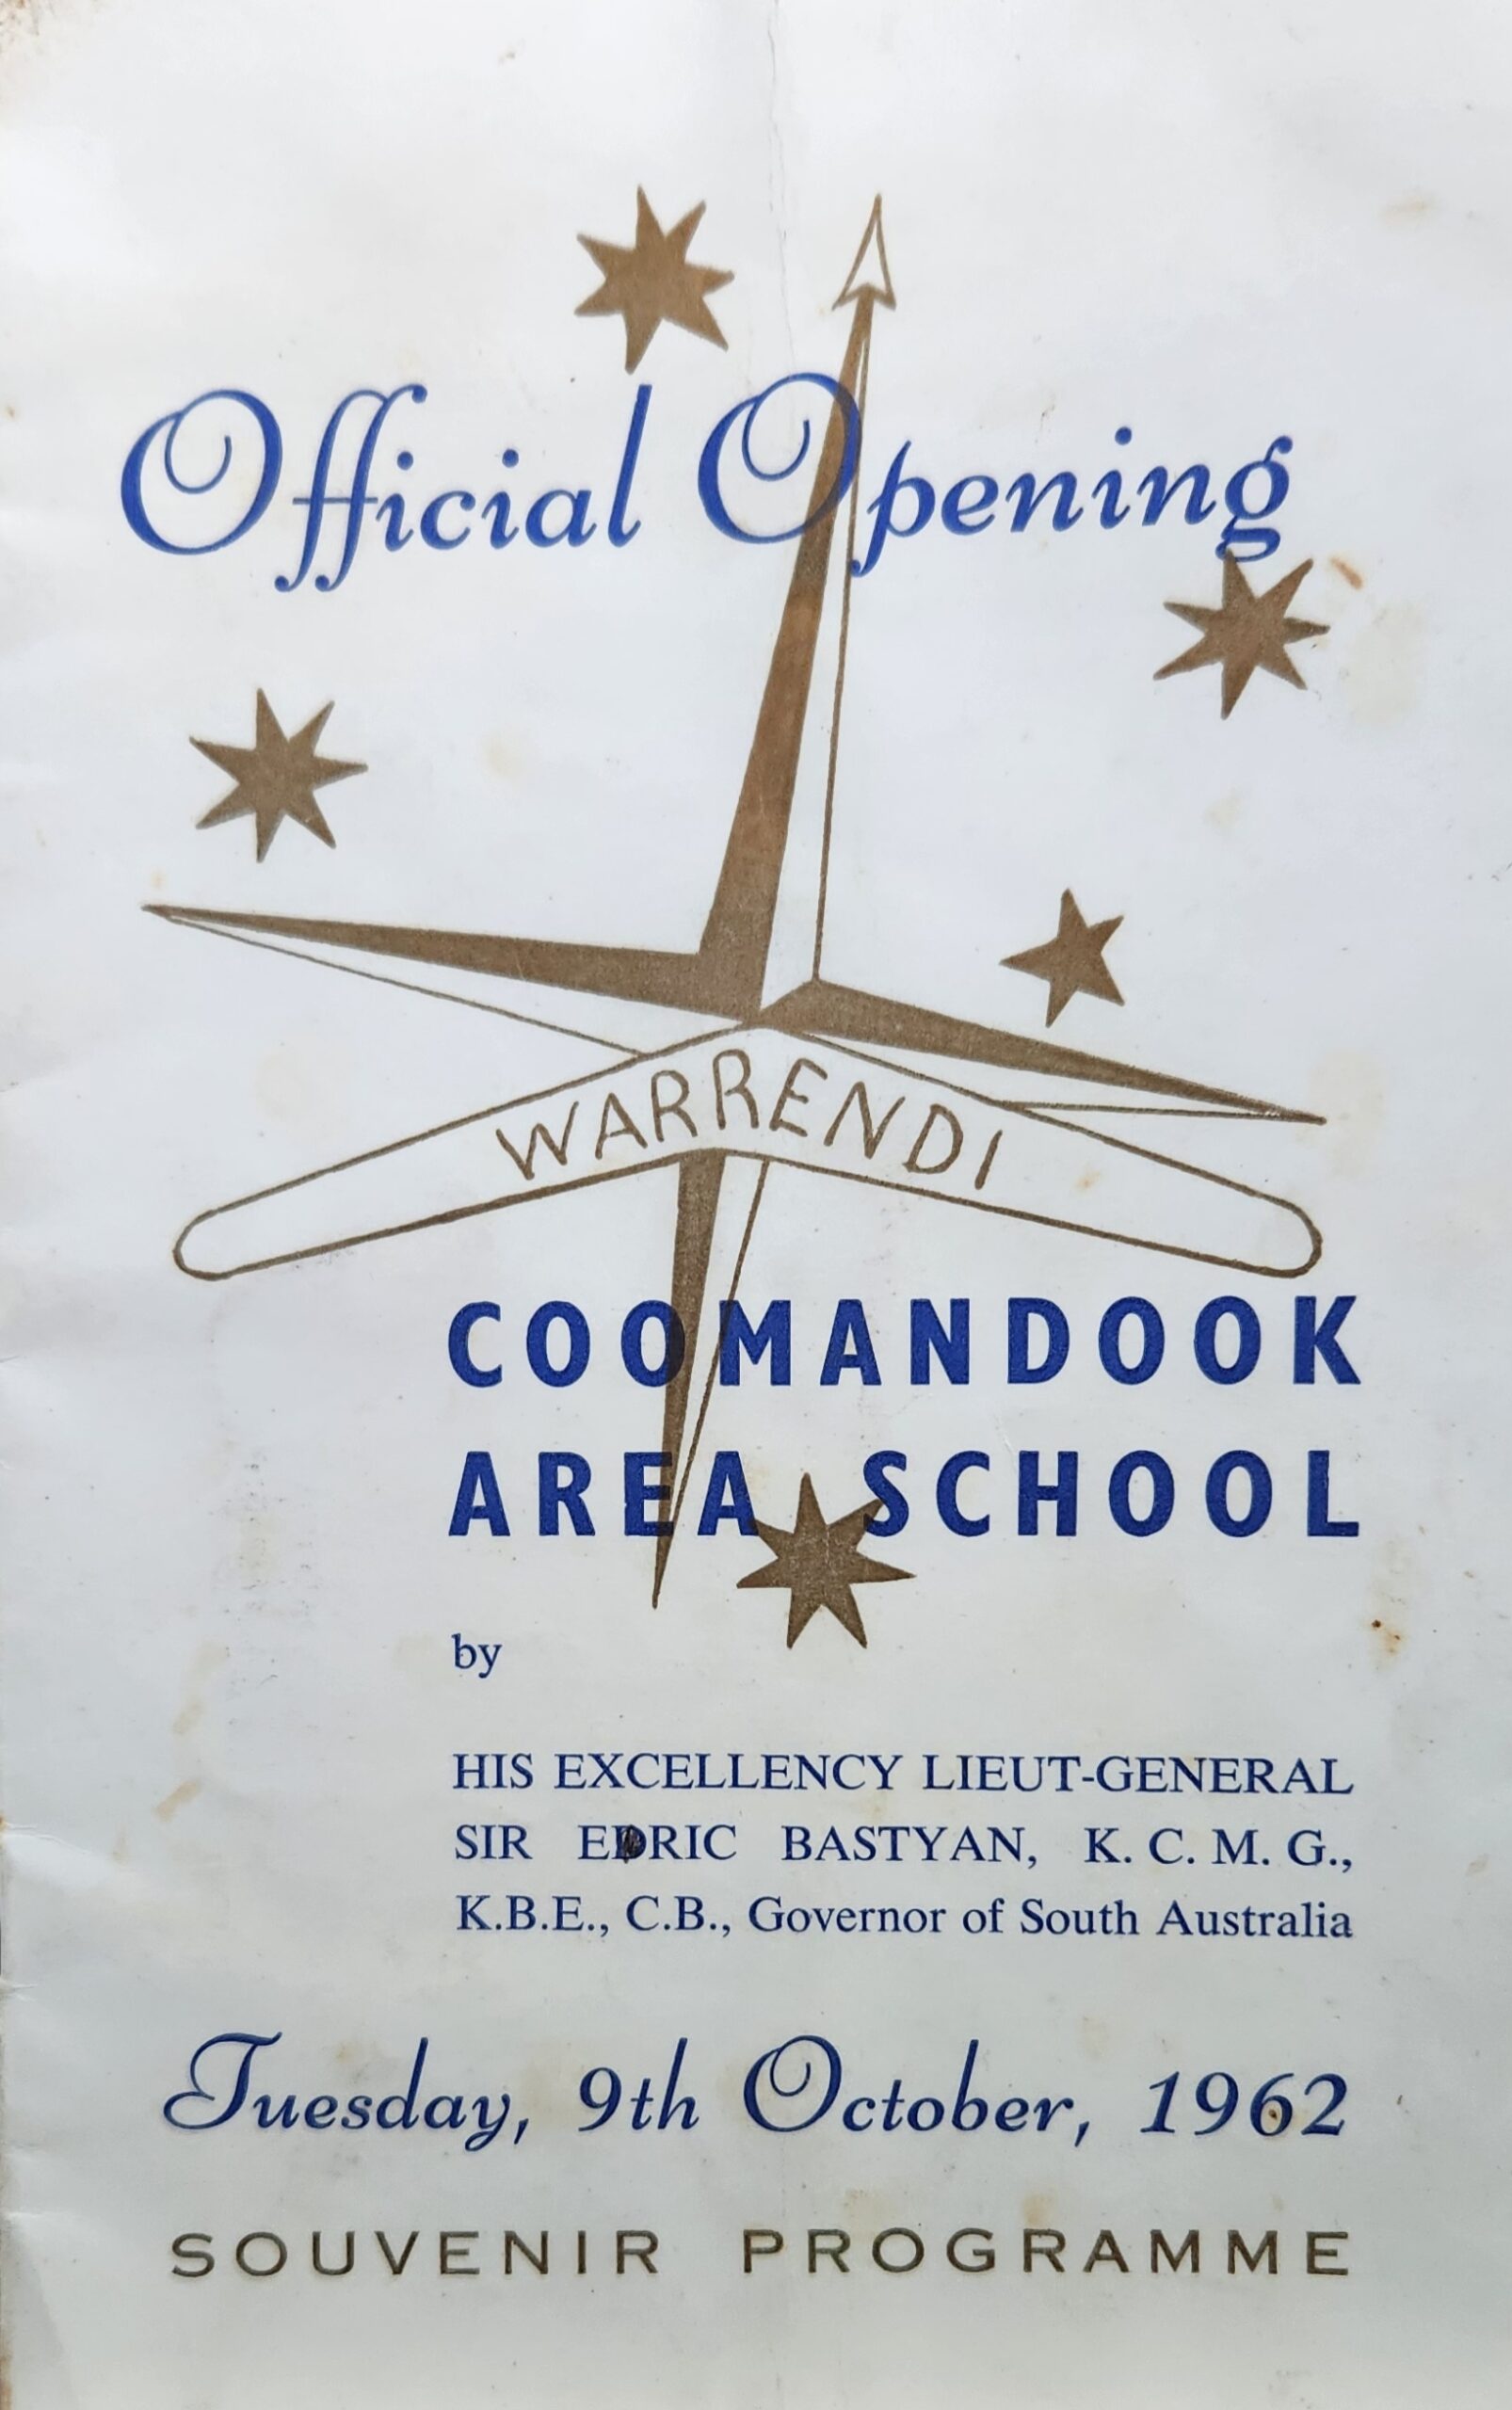 Official Opening
WARRENDI
COOMANDOOK
AREA SCHOOL
by
HIS EXCELLENCY LIEUT-GENERAL
SIR EDRIC BASTYAN, K. C. M. G.,
K.B.E., C.B., Governor of South Australia
Tuesday, 9th October, 1962
SOUVENIR PROGRAMME